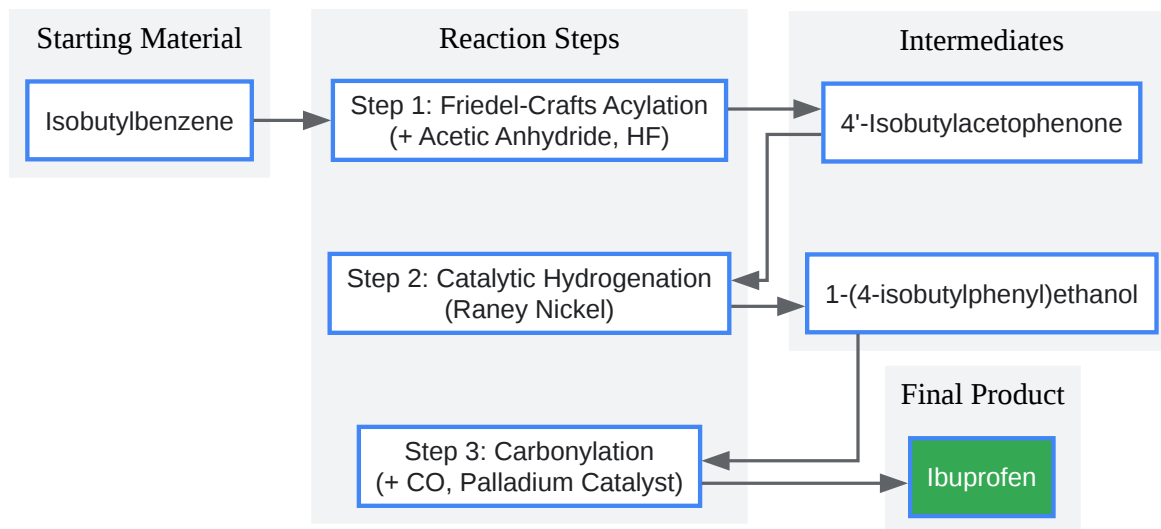 Starting Material
Reaction Steps
Intermediates
Isobutylbenzene
Step 1: Friedel-Crafts Acylation
(+ Acetic Anhydride, HF)
4'-Isobutylacetophenone
Step 2: Catalytic Hydrogenation
(Raney Nickel)
1-(4-isobutylphenyl)ethanol
Step 3: Carbonylation
(+ CO, Palladium Catalyst)
Final Product
Ibuprofen